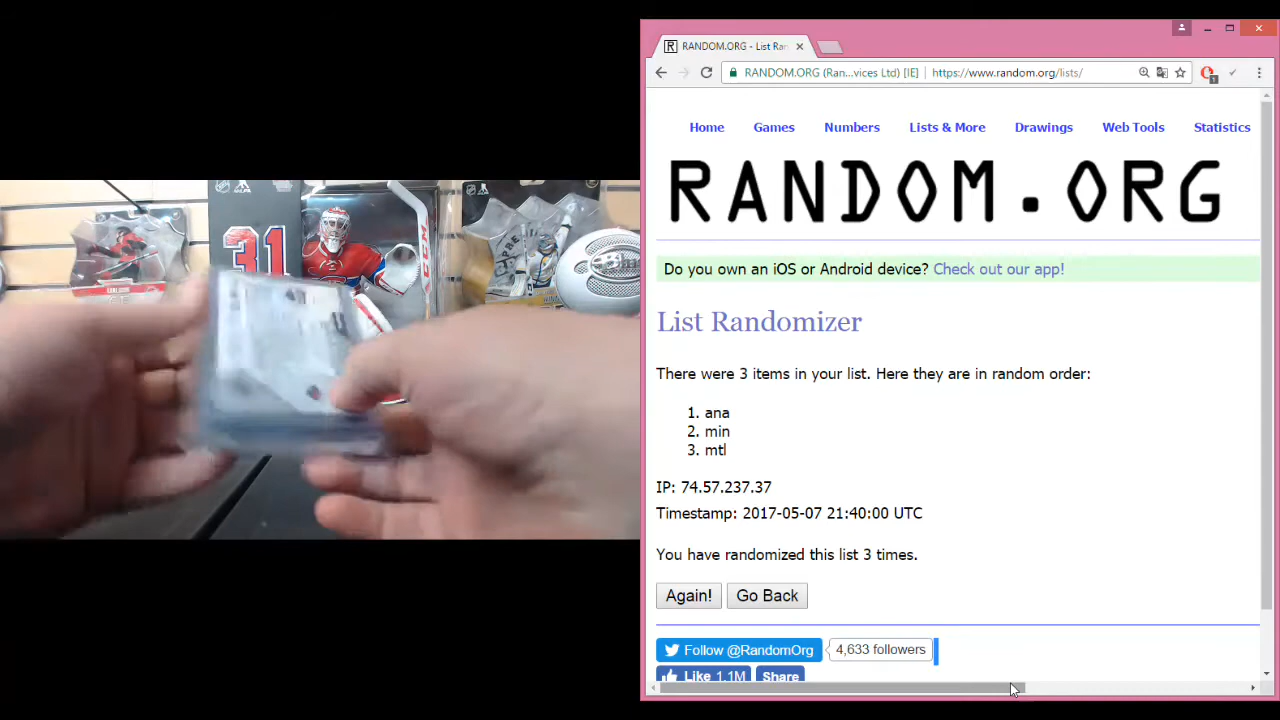 RANDOM.ORG - List Ra
RANDOM.ORG (Ran...vices Ltd) [IE] https://www.random.org/lists/
Home Games Numbers Lists & More Drawings Web Tools Statistics
RANDOM.ORG
Do you own an iOS or Android device? Check out our app!
List Randomizer
There were 3 items in your list. Here they are in random order:
1. ana
2. min
3. mtl
IP: 74.57.237.37
Timestamp: 2017-05-07 21:40:00 UTC
You have randomized this list 3 times.
Again! Go Back
Follow @RandomOrg 4,633 followers
Like 1.1M Share
NHL
31
CCM